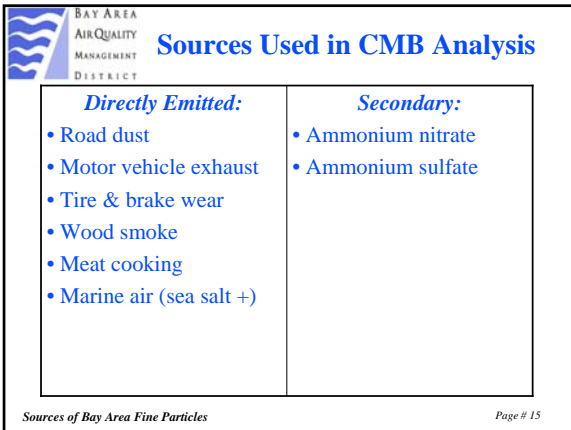 BAY AREA
AIR QUALITY
MANAGEMENT
DISTRICT
Sources Used in CMB Analysis
Directly Emitted:
• Road dust
• Motor vehicle exhaust
• Tire & brake wear
• Wood smoke
• Meat cooking
• Marine air (sea salt +)
Secondary:
• Ammonium nitrate
• Ammonium sulfate
Sources of Bay Area Fine Particles
Page # 15